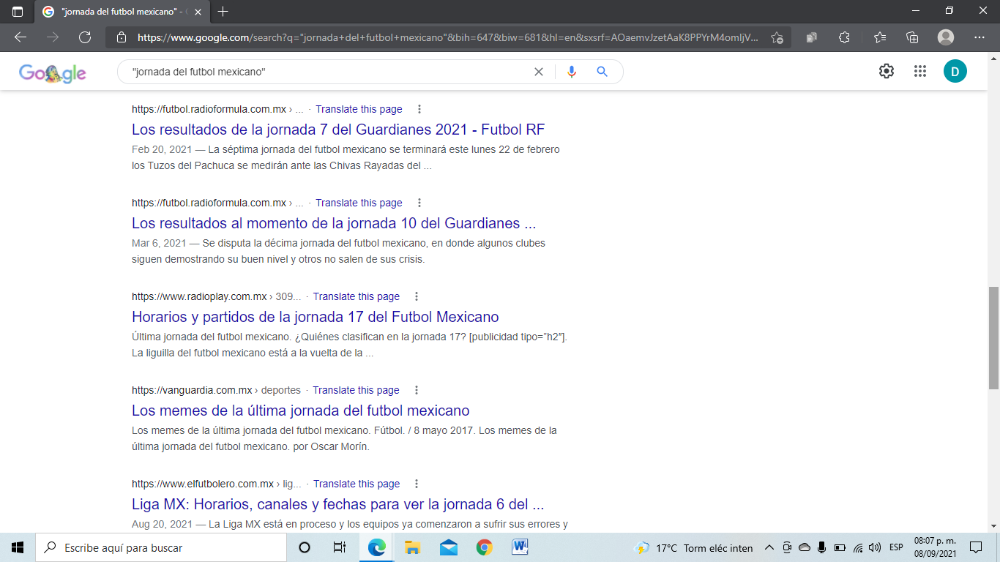 "jornada del futbol mexicano" - G
https://www.google.com/search?q="jornada+del+futbol+mexicano"&bih=647&biw=681&hl=en&sxsrf=AOaemvJzetAaK8PPYrM4omIjV...
Google
"jornada del futbol mexicano"
D
https://futbol.radioformula.com.mx › ... · Translate this page
Los resultados de la jornada 7 del Guardianes 2021 - Futbol RF
Feb 20, 2021 — La séptima jornada del futbol mexicano se terminará este lunes 22 de febrero
los Tuzos del Pachuca se medirán ante las Chivas Rayadas del ...
https://futbol.radioformula.com.mx › ... · Translate this page
Los resultados al momento de la jornada 10 del Guardianes ...
Mar 6, 2021 — Se disputa la décima jornada del futbol mexicano, en donde algunos clubes
siguen demostrando su buen nivel y otros no salen de sus crisis.
https://www.radioplay.com.mx › 309... · Translate this page
Horarios y partidos de la jornada 17 del Futbol Mexicano
Última jornada del futbol mexicano. ¿Quiénes clasifican en la jornada 17? [publicidad tipo=”h2″].
La liguilla del futbol mexicano está a la vuelta de la ...
https://vanguardia.com.mx › deportes · Translate this page
Los memes de la última jornada del futbol mexicano
Los memes de la última jornada del futbol mexicano. Fútbol. / 8 mayo 2017. Los memes de la
última jornada del futbol mexicano. por Oscar Morín.
https://www.elfutbolero.com.mx › lig... · Translate this page
Liga MX: Horarios, canales y fechas para ver la jornada 6 del ...
Aug 20, 2021 — La Liga MX está en proceso y los equipos ya comenzaron a sufrir sus errores y
Escribe aquí para buscar
17°C Torm eléc inten
ESP
08:07 p. m.
08/09/2021